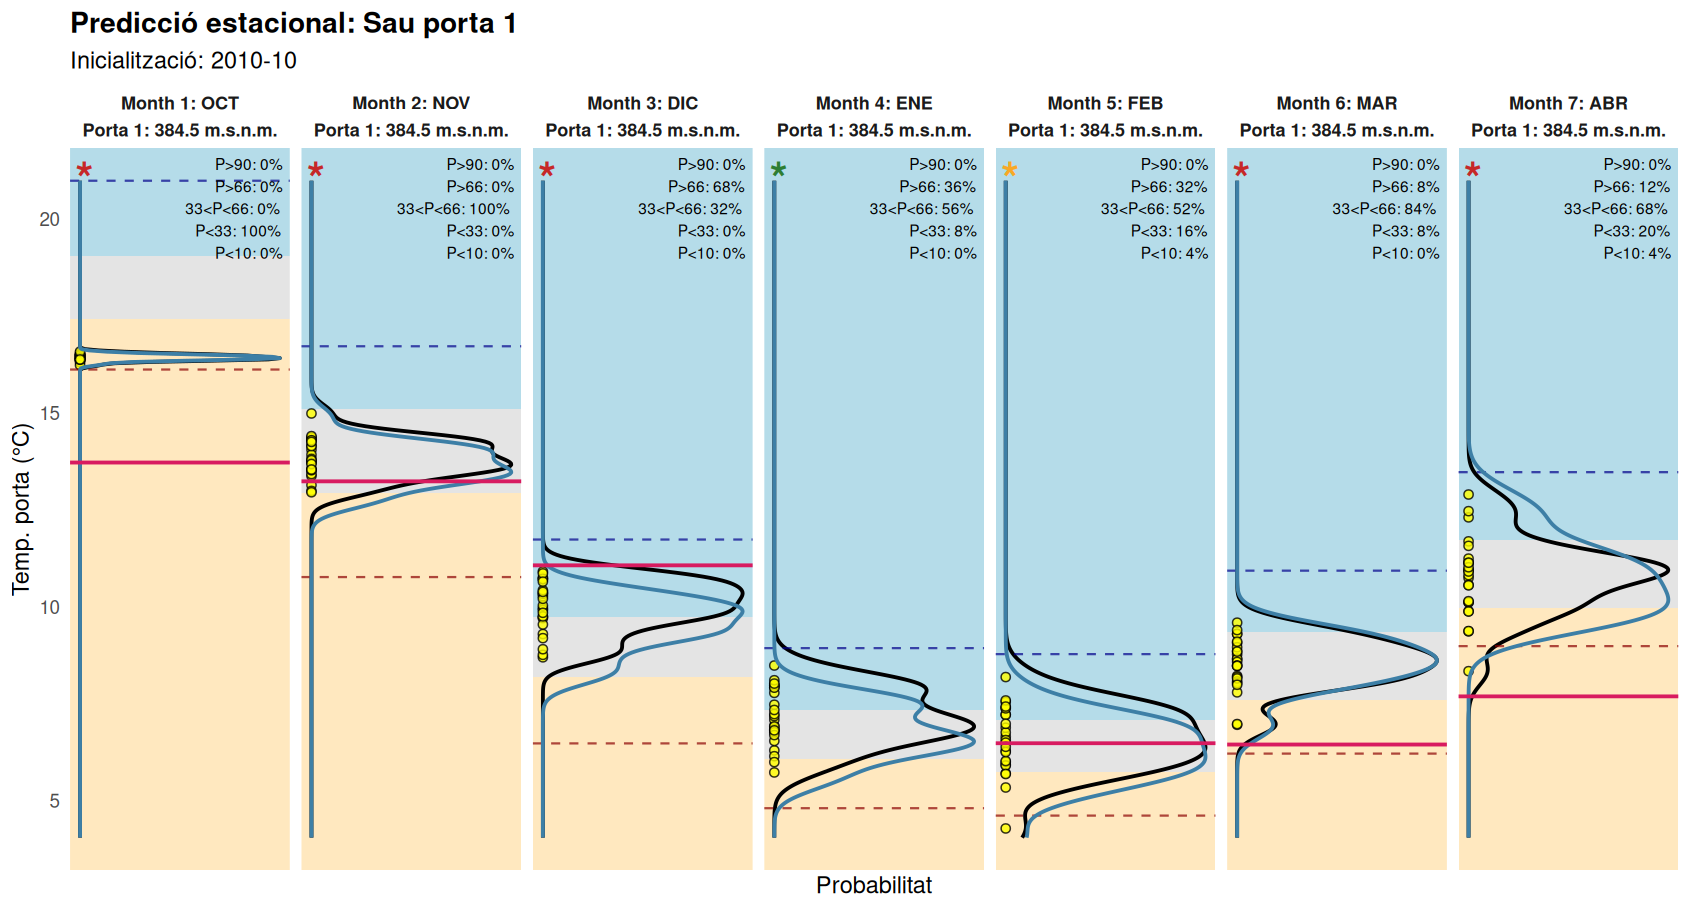 Predicció estacional: Sau porta 1
Inicialització: 2010-10
Month 1: OCT
Porta 1: 384.5 m.s.n.m.
Month 2: NOV
Porta 1: 384.5 m.s.n.m.
Month 3: DIC
Porta 1: 384.5 m.s.n.m.
Month 4: ENE
Porta 1: 384.5 m.s.n.m.
Month 5: FEB
Porta 1: 384.5 m.s.n.m.
Month 6: MAR
Porta 1: 384.5 m.s.n.m.
Month 7: ABR
Porta 1: 384.5 m.s.n.m.
*
P>90: 0%
P>66: 0%
33<P<66: 0%
P<33: 100%
P<10: 0%
*
P>90: 0%
P>66: 0%
33<P<66: 100%
P<33: 0%
P<10: 0%
*
P>90: 0%
P>66: 68%
33<P<66: 32%
P<33: 0%
P<10: 0%
*
P>90: 0%
P>66: 36%
33<P<66: 56%
P<33: 8%
P<10: 0%
*
P>90: 0%
P>66: 32%
33<P<66: 52%
P<33: 16%
P<10: 4%
*
P>90: 0%
P>66: 8%
33<P<66: 84%
P<33: 8%
P<10: 0%
*
P>90: 0%
P>66: 12%
33<P<66: 68%
P<33: 20%
P<10: 4%
20
15
10
5
Temp. porta (°C)
Probabilitat